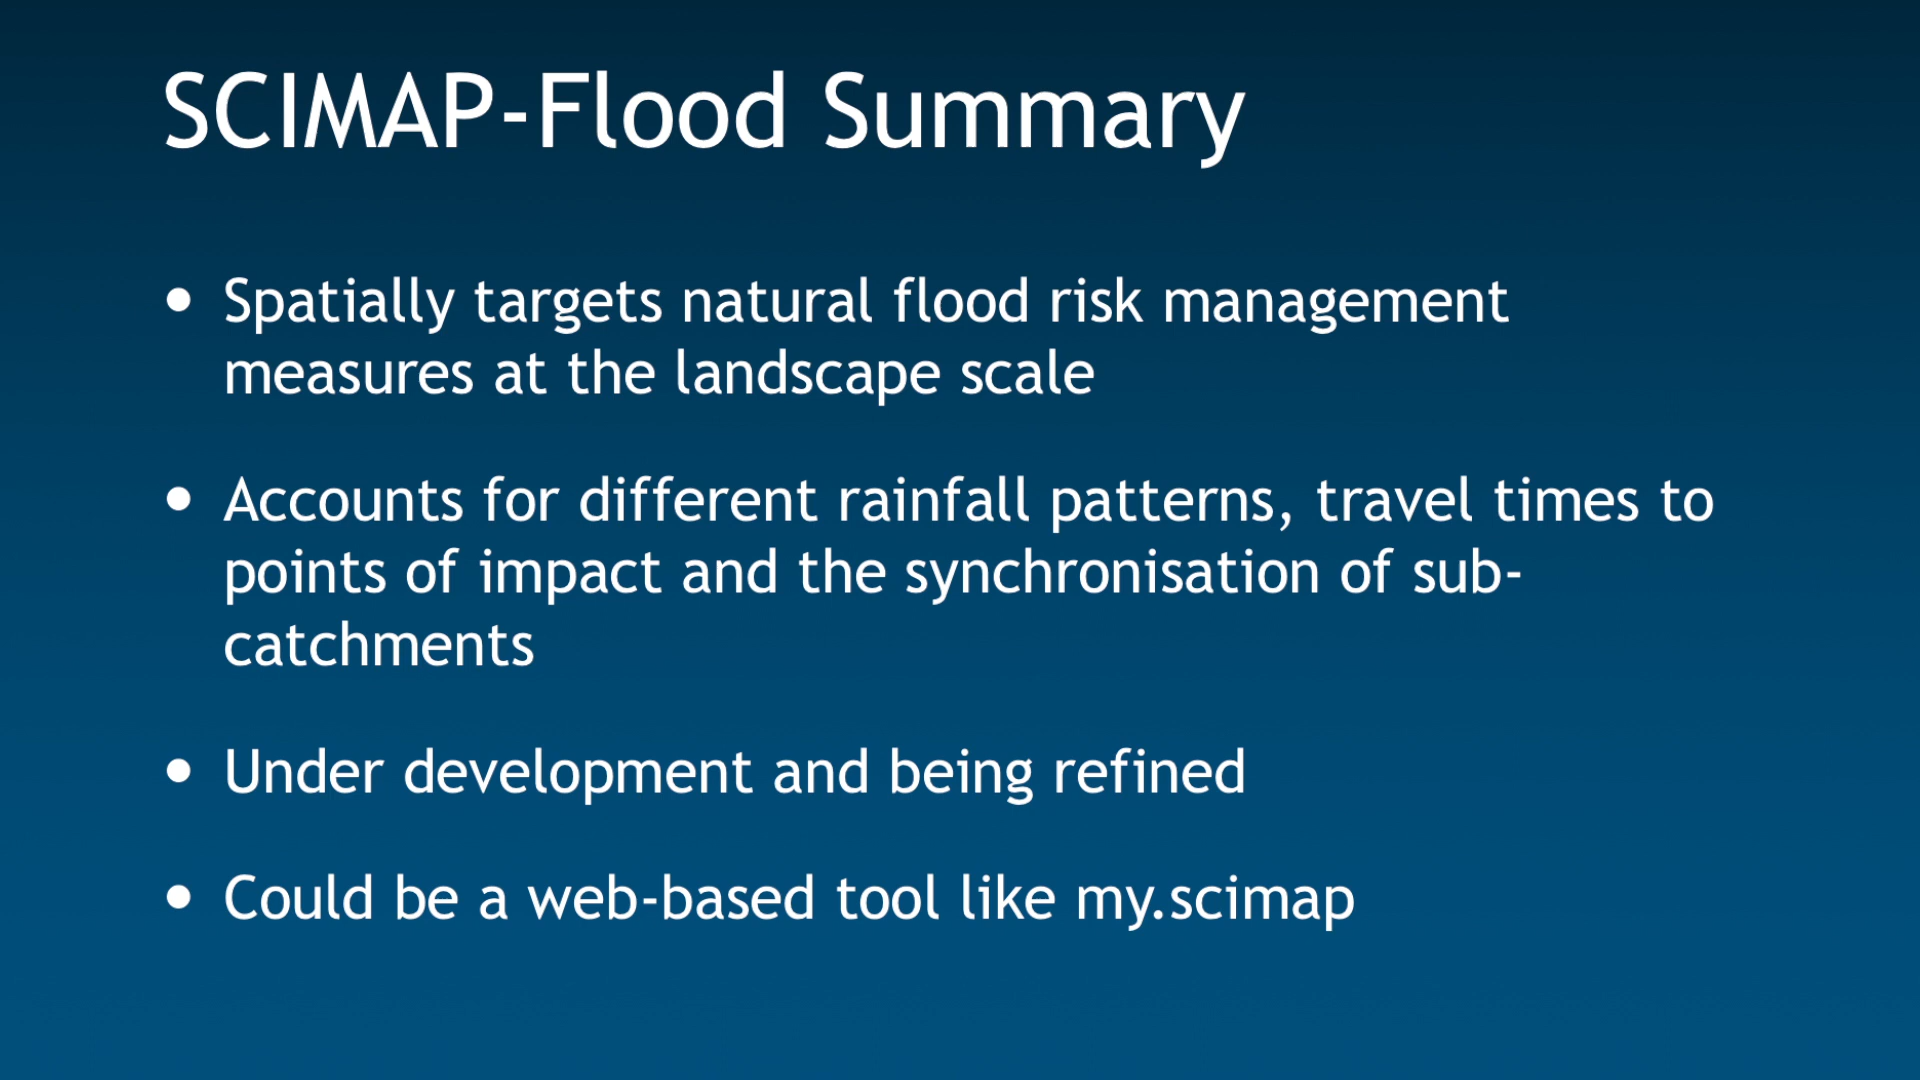 SCIMAP-Flood Summary
• Spatially targets natural flood risk management
measures at the landscape scale
• Accounts for different rainfall patterns, travel times to
points of impact and the synchronisation of sub-
catchments
• Under development and being refined
• Could be a web-based tool like my.scimap